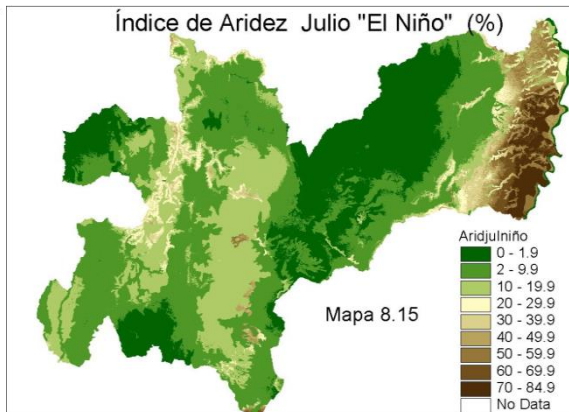 Índice de Aridez Julio "El Niño" (%)
Aridjulniño
0 - 1.9
2 - 9.9
10 - 19.9
20 - 29.9
30 - 39.9
40 - 49.9
50 - 59.9
60 - 69.9
70 - 84.9
No Data
Mapa 8.15